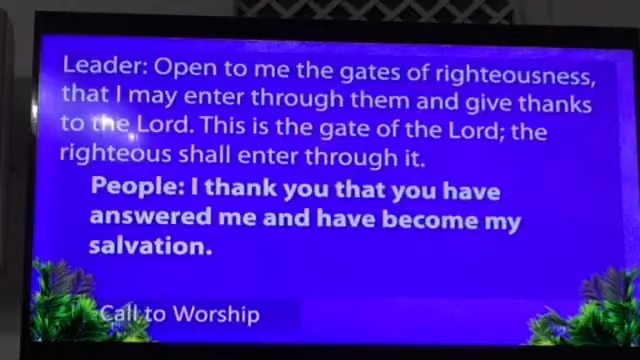 Leader: Open to me the gates of righteousness,
that I may enter through them and give thanks
to the Lord. This is the gate of the Lord; the
righteous shall enter through it.
People: I thank you that you have
answered me and have become my
salvation.
Call to Worship